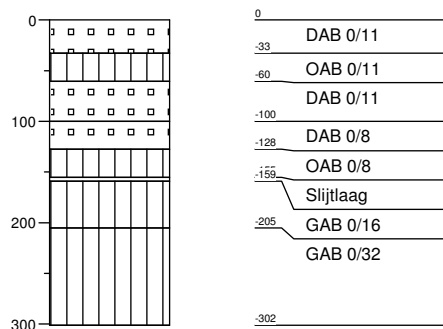 0
0
DAB 0/11
-33
OAB 0/11
-60
DAB 0/11
100
-100
DAB 0/8
-128
OAB 0/8
-155
-159
Slijtlaag
200
-205
GAB 0/16
GAB 0/32
300
-302